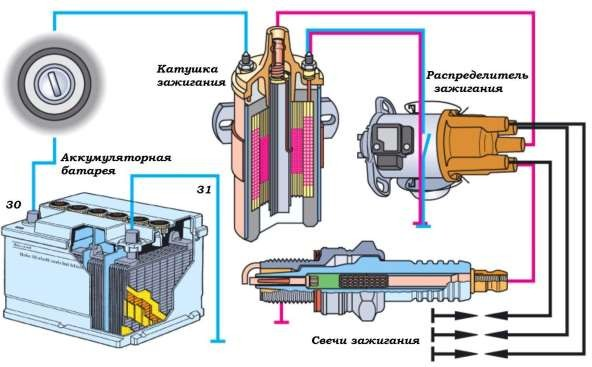 Катушка
зажигания
Распределитель
зажигания
Аккумуляторная
батарея
30
31
Свечи зажигания